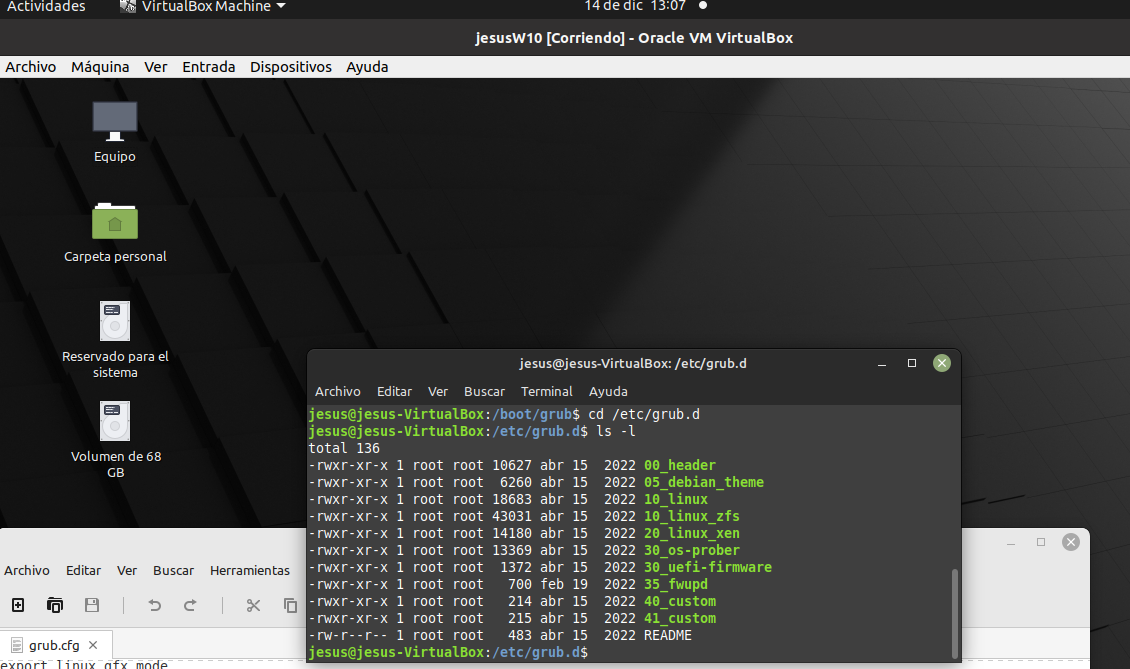 Actividades VirtualBox Machine 14 de dic 13:07
jesusW10 [Corriendo] - Oracle VM VirtualBox
Archivo Máquina Ver Entrada Dispositivos Ayuda
Equipo
Carpeta personal
Reservado para el
sistema
Volumen de 68
GB
jesus@jesus-VirtualBox: /etc/grub.d
Archivo Editar Ver Buscar Terminal Ayuda
jesus@jesus-VirtualBox:/boot/grub$ cd /etc/grub.d
jesus@jesus-VirtualBox:/etc/grub.d$ ls -l
total 136
-rwxr-xr-x 1 root root 10627 abr 15  2022 00_header
-rwxr-xr-x 1 root root  6260 abr 15  2022 05_debian_theme
-rwxr-xr-x 1 root root 18683 abr 15  2022 10_linux
-rwxr-xr-x 1 root root 43031 abr 15  2022 10_linux_zfs
-rwxr-xr-x 1 root root 14180 abr 15  2022 20_linux_xen
-rwxr-xr-x 1 root root 13369 abr 15  2022 30_os-prober
-rwxr-xr-x 1 root root  1372 abr 15  2022 30_uefi-firmware
-rwxr-xr-x 1 root root   700 feb 19  2022 35_fwupd
-rwxr-xr-x 1 root root   214 abr 15  2022 40_custom
-rwxr-xr-x 1 root root   215 abr 15  2022 41_custom
-rw-r--r-- 1 root root   483 abr 15  2022 README
jesus@jesus-VirtualBox:/etc/grub.d$
Archivo Editar Ver Buscar Herramientas
grub.cfg
export linux_gfx_mode